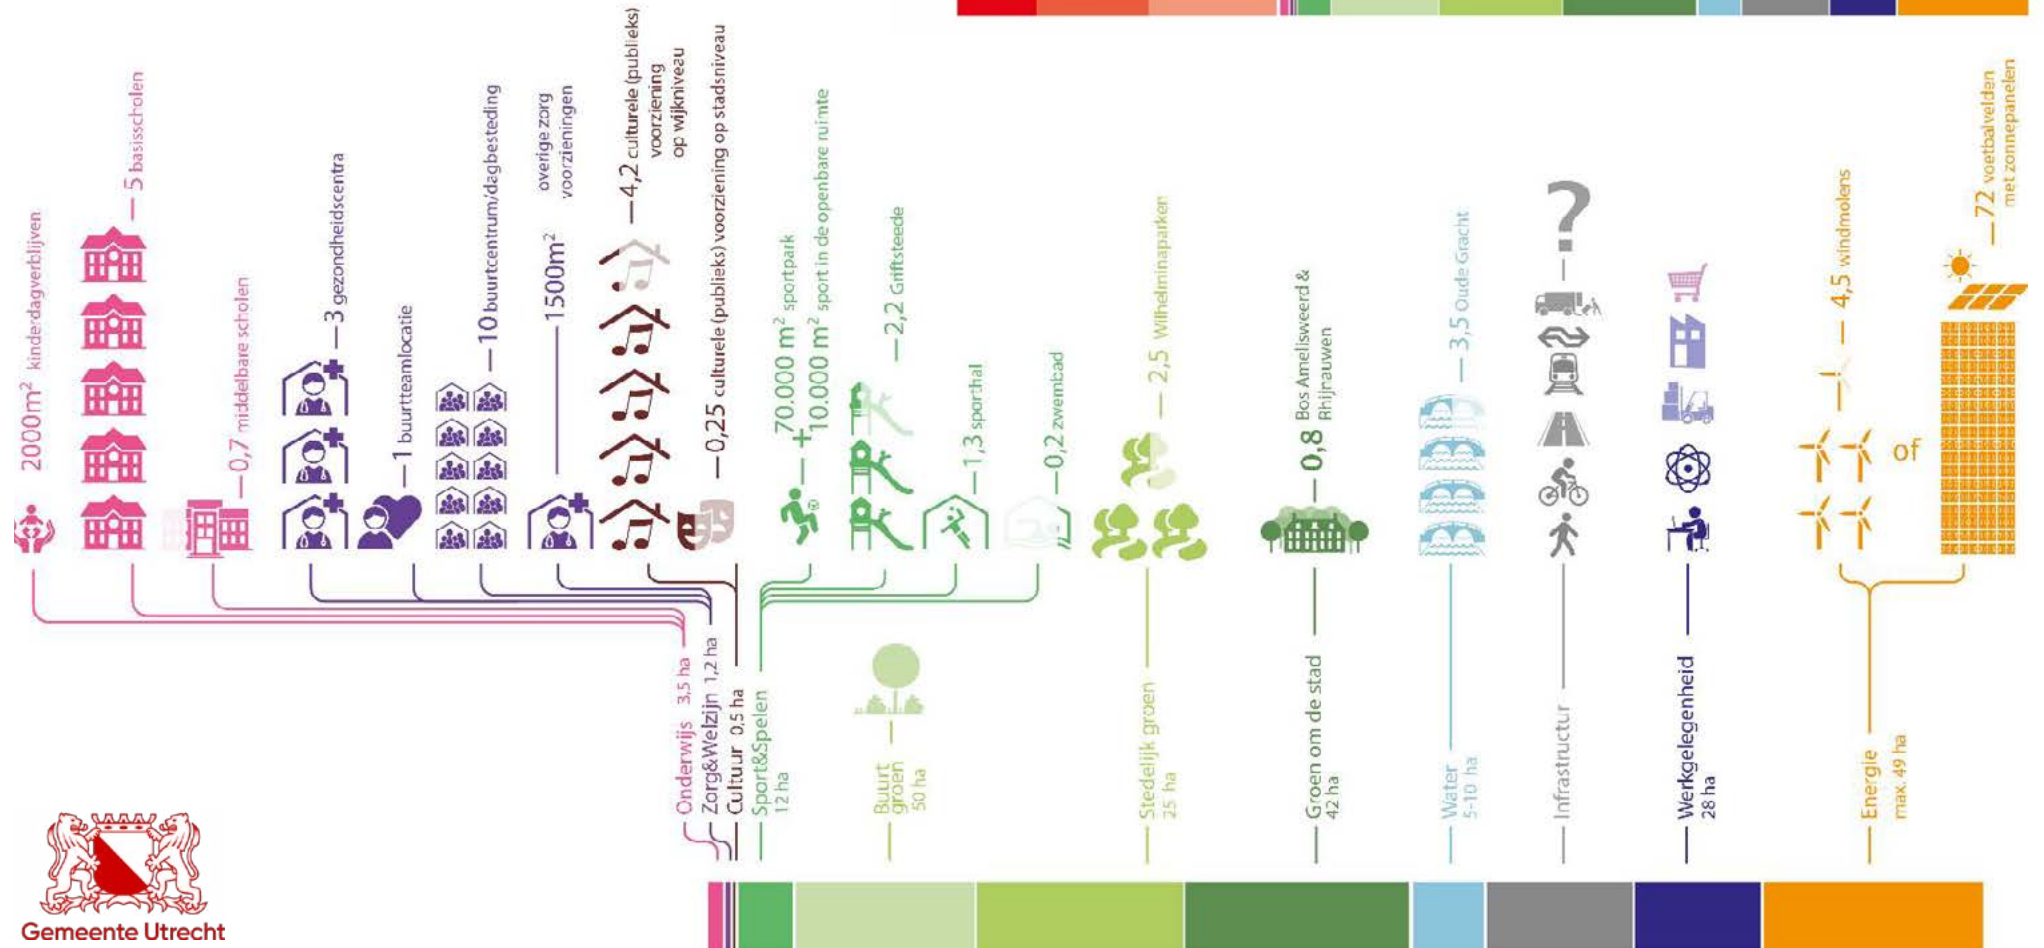 2000m² kinderdagverblijven
5 basisscholen
0,7 middelbare scholen
3 gezondheidscentra
1 buurtteamlocatie
10 buurtcentrum/dagbesteding
1500m²
overige zorg
voorzieningen
4,2 culturele (publieks)
voorziening
op wijkniveau
0,25 culturele (publieks) voorziening op stadsniveau
70.000 m² sportpark
+
10.000 m² sport in de openbare ruimte
2,2 Griftsteede
1,3 sporthal
0,2 zwembad
2,5 Wilhelminaparken
0,8 Bos Amelisweerd &
Rhijnauwen
3,5 Oude Gracht
?
4,5 windmolens
of
72 voetbalvelden
met zonnepanelen
Onderwijs 3,5 ha
Zorg&Welzijn 1,2 ha
Cultuur 0,5 ha
Sport&Spelen
12 ha
Buurt
groen
50 ha
Stedelijk groen
25 ha
Groen om de stad
42 ha
Water
5-10 ha
Infrastructur
Werkgelegenheid
28 ha
Energie
max. 49 ha
Gemeente Utrecht